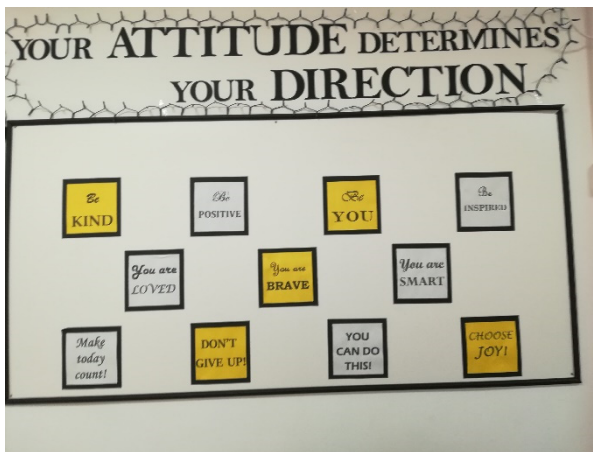 YOUR ATTITUDE DETERMINES
YOUR DIRECTION
Be
KIND
Be
POSITIVE
Be
YOU
Be
INSPIRED
You are
LOVED
You are
BRAVE
You are
SMART
Make
today
count!
DON'T
GIVE UP!
YOU
CAN DO
THIS!
CHOOSE
JOY!